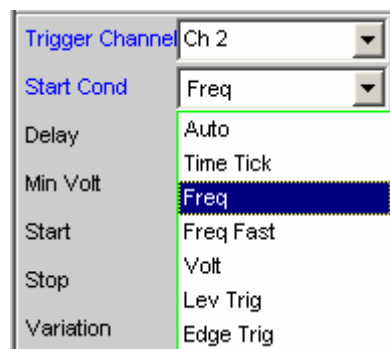 Trigger Channel Ch 2
Start Cond Freq
Delay Auto
Time Tick
Min Volt
Freq
Start Freq Fast
Volt
Stop
Lev Trig
Variation Edge Trig